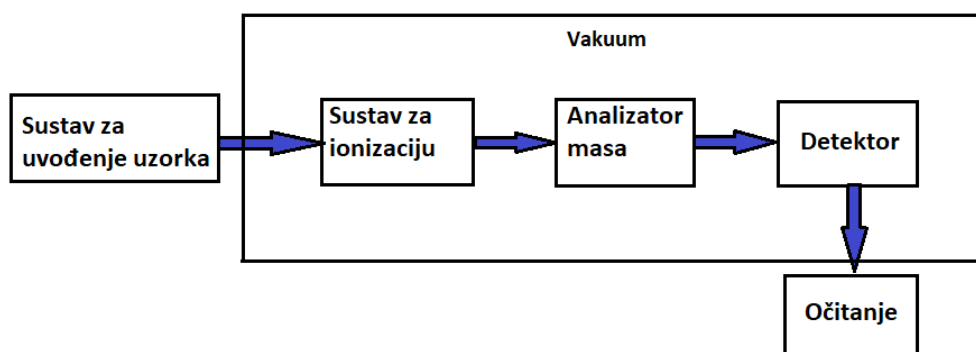 Vakuum
Sustav za
uvođenje uzorka
Sustav za
ionizaciju
Analizator
masa
Detektor
Očitanje